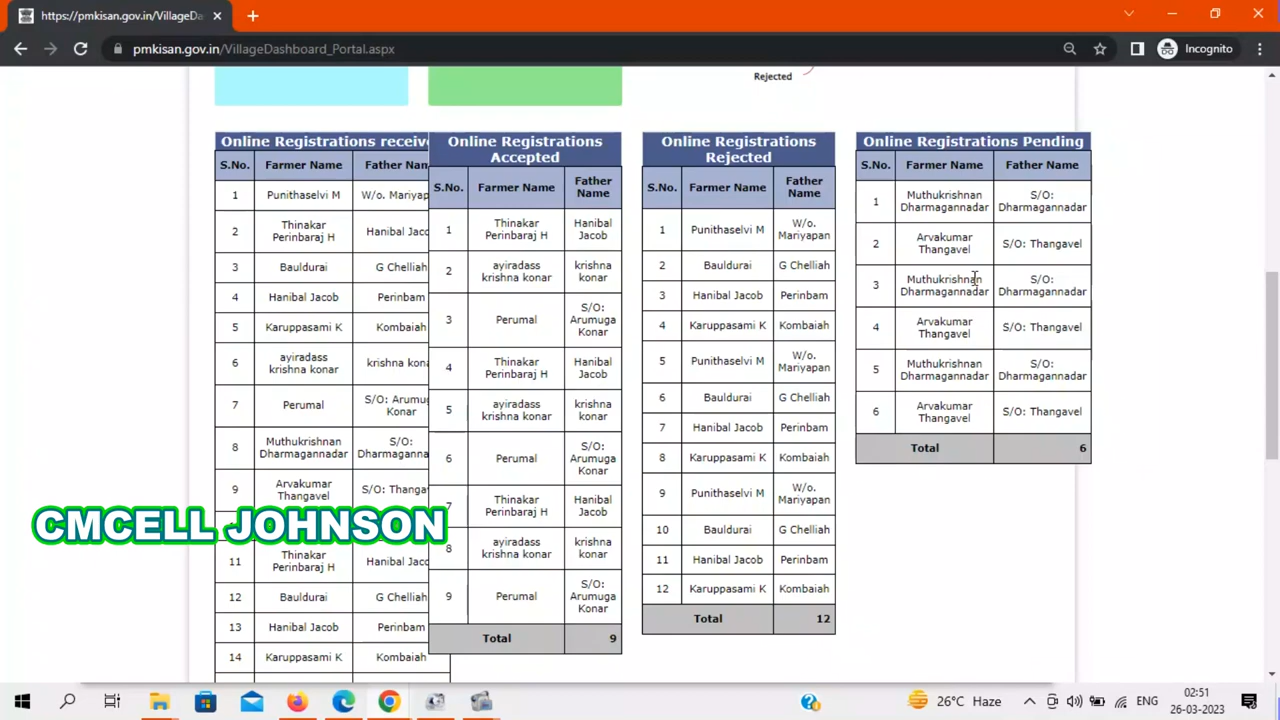 https://pmkisan.gov.in/VillageDa
pmkisan.gov.in/VillageDashboard_Portal.aspx
Incognito
Rejected
Online Registrations receive
S.No. Farmer Name Father Nam
1 Punithaselvi M W/o. Mariyap
2 Thinakar Perinbaraj H Hanibal Jaco
3 Bauldurai G Chelliah
4 Hanibal Jacob Perinbam
5 Karuppasami K Kombaiah
6 ayiradass krishna konar krishna kona
7 Perumal S/O: Arumug Konar
8 Muthukrishnan Dharmagannadar S/O: Dharmaganna
9 Arvakumar Thangavel S/O: Thanga
11 Thinakar Perinbaraj H Hanibal Jaco
12 Bauldurai G Chelliah
13 Hanibal Jacob Perinbam
14 Karuppasami K Kombaiah
Online Registrations Accepted
S.No. Farmer Name Father Name
1 Thinakar Perinbaraj H Hanibal Jacob
2 ayiradass krishna konar krishna konar
3 Perumal S/O: Arumuga Konar
4 Thinakar Perinbaraj H Hanibal Jacob
5 ayiradass krishna konar krishna konar
6 Perumal S/O: Arumuga Konar
7 Thinakar Perinbaraj H Hanibal Jacob
8 ayiradass krishna konar krishna konar
9 Perumal S/O: Arumuga Konar
Total 9
Online Registrations Rejected
S.No. Farmer Name Father Name
1 Punithaselvi M W/o. Mariyapan
2 Bauldurai G Chelliah
3 Hanibal Jacob Perinbam
4 Karuppasami K Kombaiah
5 Punithaselvi M W/o. Mariyapan
6 Bauldurai G Chelliah
7 Hanibal Jacob Perinbam
8 Karuppasami K Kombaiah
9 Punithaselvi M W/o. Mariyapan
10 Bauldurai G Chelliah
11 Hanibal Jacob Perinbam
12 Karuppasami K Kombaiah
Total 12
Online Registrations Pending
S.No. Farmer Name Father Name
1 Muthukrishnan Dharmagannadar S/O: Dharmagannadar
2 Arvakumar Thangavel S/O: Thangavel
3 Muthukrishnan Dharmagannadar S/O: Dharmagannadar
4 Arvakumar Thangavel S/O: Thangavel
5 Muthukrishnan Dharmagannadar S/O: Dharmagannadar
6 Arvakumar Thangavel S/O: Thangavel
Total 6
CMCELL JOHNSON
26°C Haze
ENG
02:51
26-03-2023